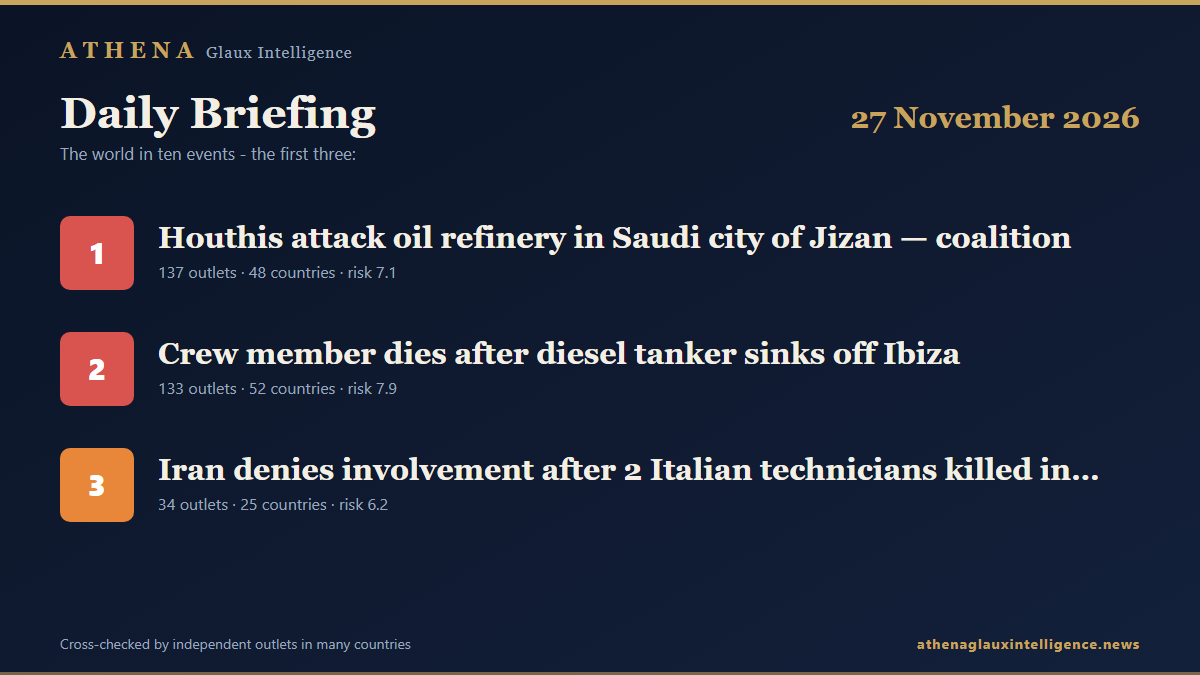 ATHENA Glaux Intelligence
Daily Briefing
27 November 2026
The world in ten events - the first three:
1
Houthis attack oil refinery in Saudi city of Jizan — coalition
137 outlets · 48 countries · risk 7.1
2
Crew member dies after diesel tanker sinks off Ibiza
133 outlets · 52 countries · risk 7.9
3
Iran denies involvement after 2 Italian technicians killed in...
34 outlets · 25 countries · risk 6.2
Cross-checked by independent outlets in many countries
athenaglauxintelligence.news